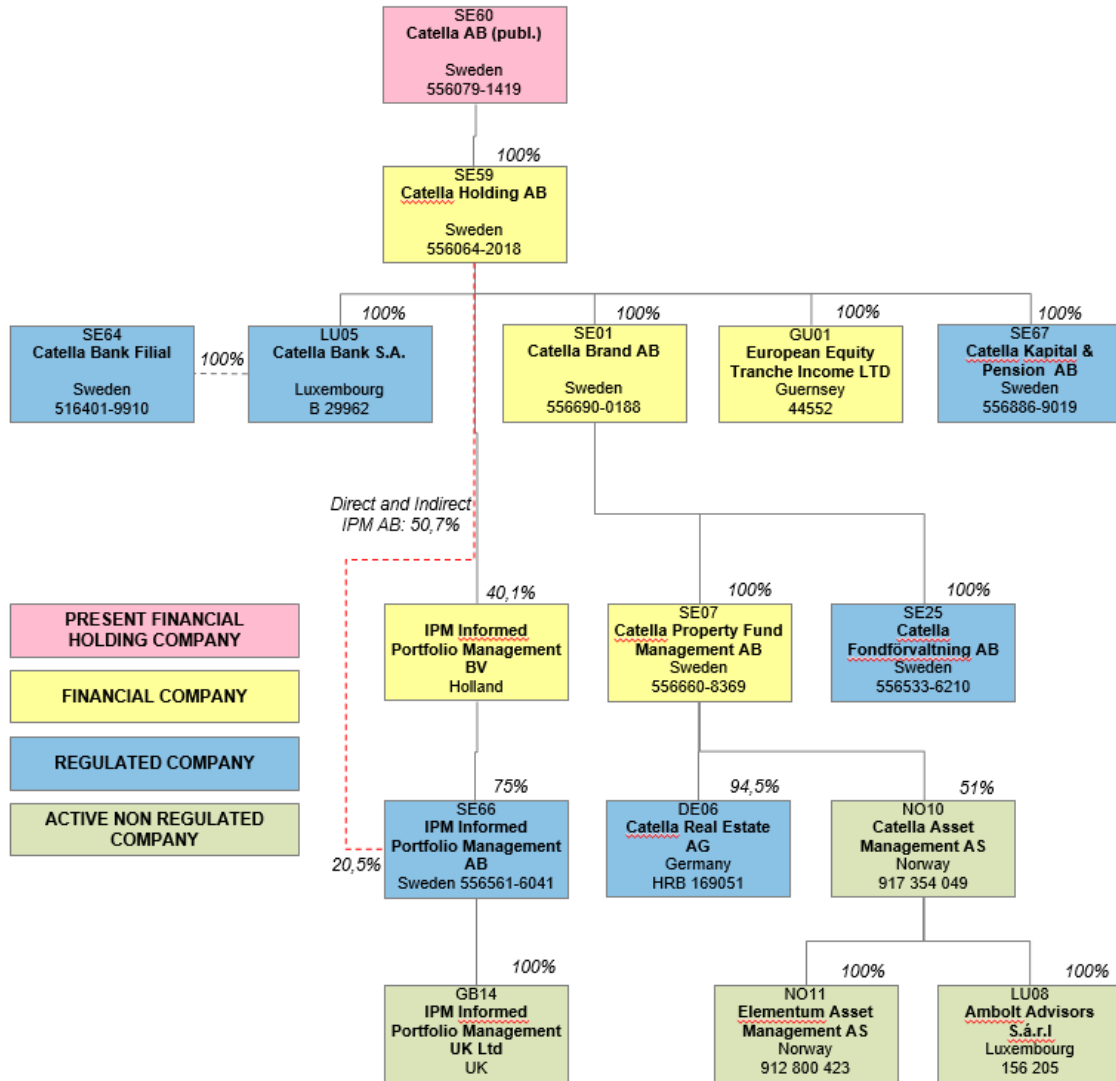 SE60
Catella AB (publ.)
Sweden
556079-1419
100%
SE59
Catella Holding AB
Sweden
556064-2018
SE64
Catella Bank Filial
Sweden
516401-9910
100%
100%
LU05
Catella Bank S.A.
Luxembourg
B 29962
100%
SE01
Catella Brand AB
Sweden
556690-0188
100%
GU01
European Equity
Tranche Income LTD
Guernsey
44552
100%
SE67
Catella Kapital &
Pension AB
Sweden
556886-9019
Direct and Indirect
IPM AB: 50,7%
40,1%
IPM Informed
Portfolio Management
BV
Holland
100%
SE07
Catella Property Fund
Management AB
Sweden
556660-8369
100%
SE25
Catella
Fondförvaltning AB
Sweden
556533-6210
PRESENT FINANCIAL
HOLDING COMPANY
FINANCIAL COMPANY
REGULATED COMPANY
ACTIVE NON REGULATED
COMPANY
20,5%
75%
SE66
IPM Informed
Portfolio Management
AB
Sweden 556561-6041
94,5%
DE06
Catella Real Estate
AG
Germany
HRB 169051
51%
NO10
Catella Asset
Management AS
Norway
917 354 049
100%
GB14
IPM Informed
Portfolio Management
UK Ltd
UK
100%
NO11
Elementum Asset
Management AS
Norway
912 800 423
100%
LU08
Ambolt Advisors
S.á.r.l
Luxembourg
156 205